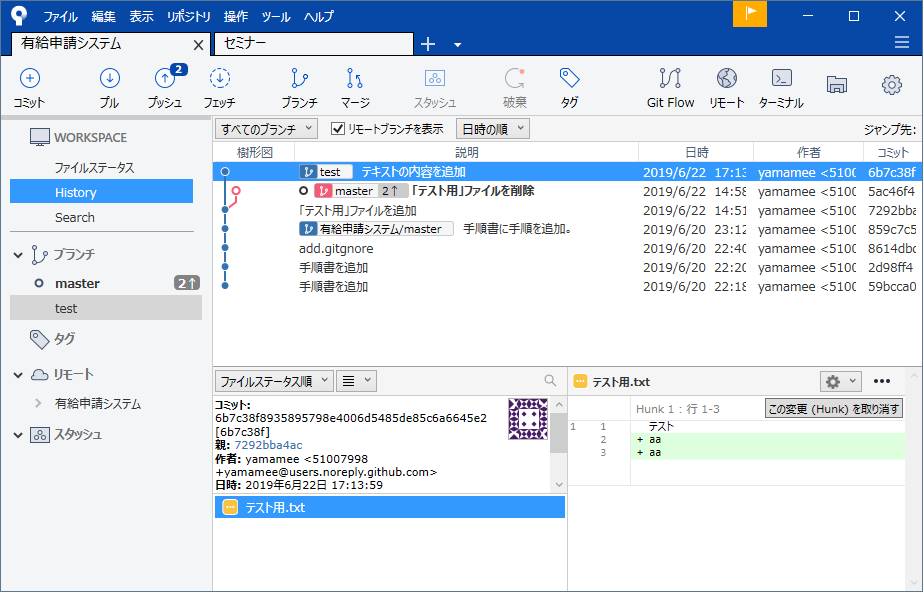 ファイル 編集 表示 リポジトリ 操作 ツール ヘルプ
有給申請システム
セミナー
2
コミット プル プッシュ フェッチ ブランチ マージ スタッシュ 破棄 タグ Git Flow リモート ターミナル
すべてのブランチ リモートブランチを表示 日時の順 ジャンプ先:
樹形図 説明 日時 作者 コミット
test テキストの内容を追加 2019/6/22 17:13 yamamee <5100 6b7c38f
master 2↑ 「テスト用」ファイルを削除 2019/6/22 14:58 yamamee <5100 5ac46f4
「テスト用」ファイルを追加 2019/6/22 14:51 yamamee <5100 7292bba
有給申請システム/master 手順書に手順を追加。 2019/6/20 23:12 yamamee <5100 859c7c5
add.gitgnore 2019/6/20 22:40 yamamee <5100 8614dbc
手順書を追加 2019/6/20 22:20 yamamee <5100 2d98ff4
手順書を追加 2019/6/20 22:18 yamamee <5100 59bcca0
WORKSPACE
ファイルステータス
History
Search
ブランチ
master 2↑
test
タグ
リモート
有給申請システム
スタッシュ
ファイルステータス順
コミット:
6b7c38f8935895798e4006d5485de85c6a6645e2
[6b7c38f]
親: 7292bba4ac
作者: yamamee <51007998
+yamamee@users.noreply.github.com>
日時: 2019年6月22日 17:13:59
テスト用.txt
テスト用.txt
Hunk 1 : 行 1-3 この変更 (Hunk) を取り消す
1 1 テスト
2 + aa
3 + aa